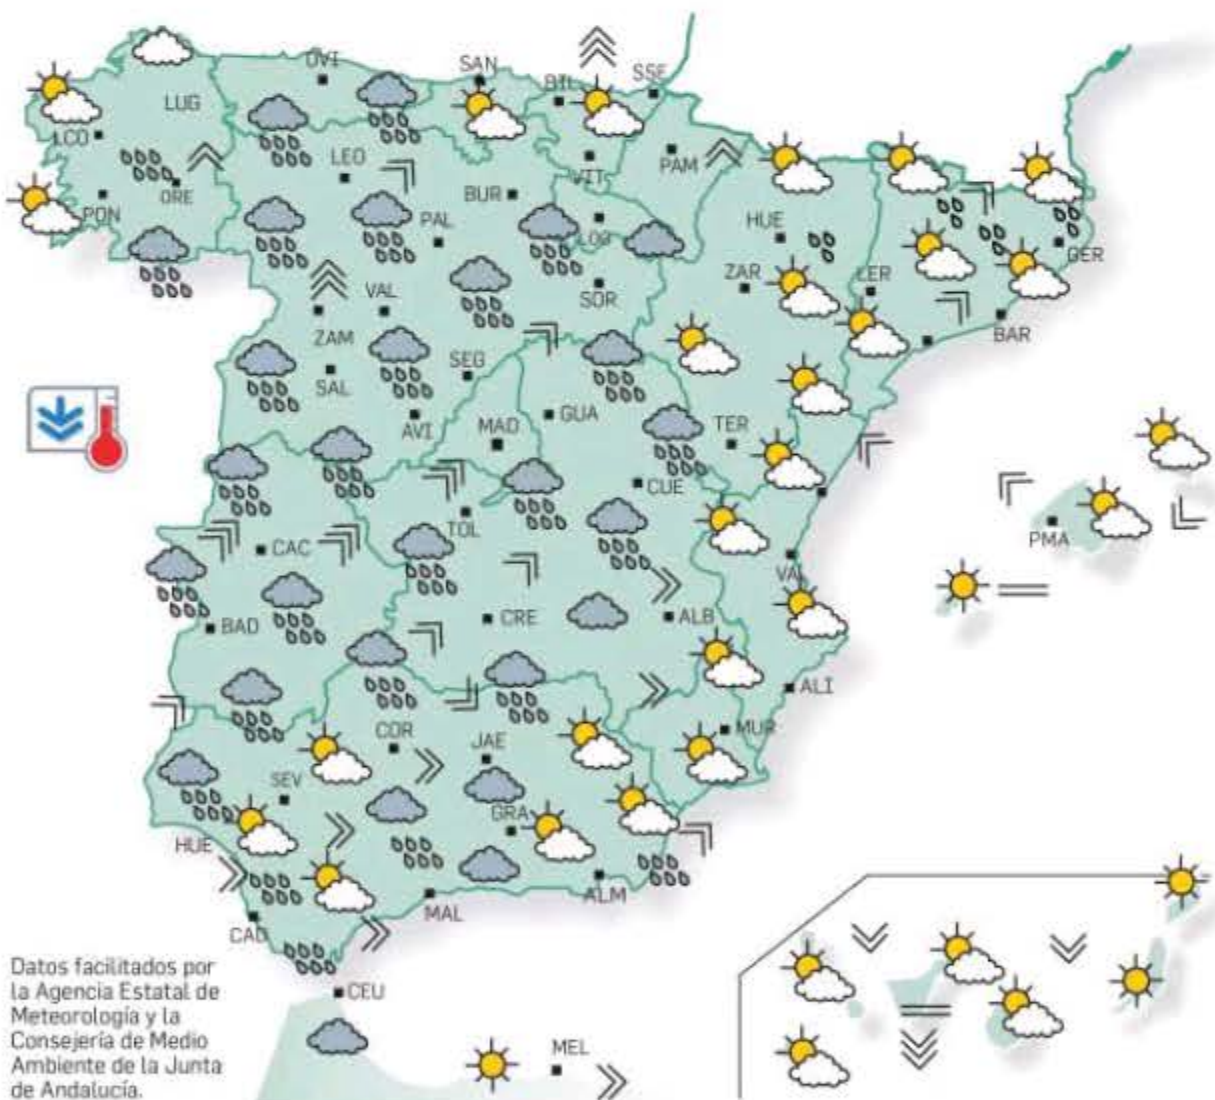 OVI
SAN
BIL
SSE
LUG
LCO
LEO
VIT
PAM
ORE
PON
BUR
PAL
LOG
HUE
GER
ZAR
LER
SOR
VAL
ZAM
BAR
SEG
SAL
AVI
MAD
GUA
TER
CUE
TOL
CAC
PMA
VAL
BAD
CRE
ALB
ALI
COR
JAE
MUR
SEV
GRA
HUE
ALM
MAL
CAD
CEU
MEL
Datos facilitados por
la Agencia Estatal de
Meteorología y la
Consejería de Medio
Ambiente de la Junta
de Andalucía.